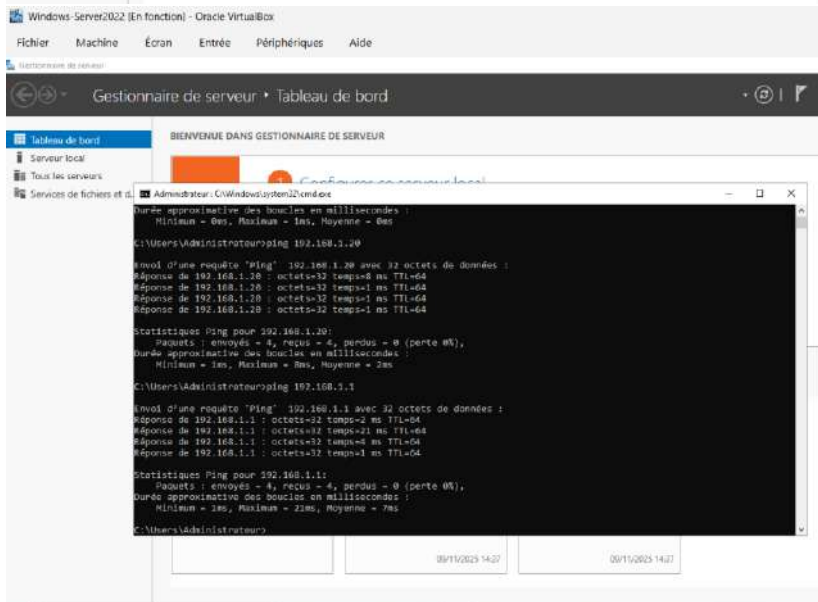 Windows-Server2022 [En fonction] - Oracle VirtualBox
Fichier Machine Écran Entrée Périphériques Aide
Gestionnaire de serveur
Gestionnaire de serveur • Tableau de bord
Tableau de bord
BIENVENUE DANS GESTIONNAIRE DE SERVEUR
Serveur local
Tous les serveurs
1 Configurer ce serveur local
Services de fichiers et d...
Administrateur : C:\Windows\system32\cmd.exe
Durée approximative des boucles en millisecondes :
Minimum = 0ms, Maximum = 1ms, Moyenne = 0ms
C:\Users\Administrateur>ping 192.168.1.20
Envoi d'une requête 'Ping' 192.168.1.20 avec 32 octets de données :
Réponse de 192.168.1.20 : octets=32 temps=8 ms TTL=64
Réponse de 192.168.1.20 : octets=32 temps=1 ms TTL=64
Réponse de 192.168.1.20 : octets=32 temps=1 ms TTL=64
Réponse de 192.168.1.20 : octets=32 temps=1 ms TTL=64
Statistiques Ping pour 192.168.1.20:
Paquets : envoyés = 4, reçus = 4, perdus = 0 (perte 0%),
Durée approximative des boucles en millisecondes :
Minimum = 1ms, Maximum = 8ms, Moyenne = 2ms
C:\Users\Administrateur>ping 192.168.1.1
Envoi d'une requête 'Ping' 192.168.1.1 avec 32 octets de données :
Réponse de 192.168.1.1 : octets=32 temps=2 ms TTL=64
Réponse de 192.168.1.1 : octets=32 temps=21 ms TTL=64
Réponse de 192.168.1.1 : octets=32 temps=4 ms TTL=64
Réponse de 192.168.1.1 : octets=32 temps=1 ms TTL=64
Statistiques Ping pour 192.168.1.1:
Paquets : envoyés = 4, reçus = 4, perdus = 0 (perte 0%),
Durée approximative des boucles en millisecondes :
Minimum = 1ms, Maximum = 21ms, Moyenne = 7ms
C:\Users\Administrateur>
09/11/2025 14:27 09/11/2025 14:27